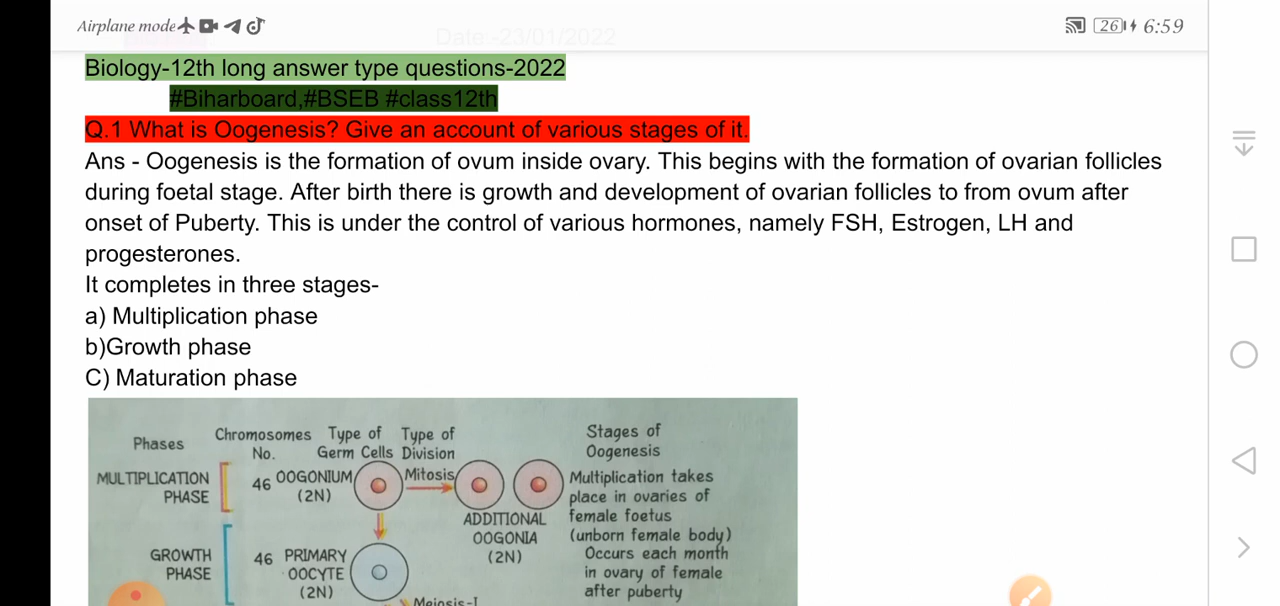 Airplane mode 26 6:59
Date:-23/01/2022
Biology-12th long answer type questions-2022
#Biharboard,#BSEB #class12th
Q.1 What is Oogenesis? Give an account of various stages of it.
Ans - Oogenesis is the formation of ovum inside ovary. This begins with the formation of ovarian follicles
during foetal stage. After birth there is growth and development of ovarian follicles to from ovum after
onset of Puberty. This is under the control of various hormones, namely FSH, Estrogen, LH and
progesterones.
It completes in three stages-
a) Multiplication phase
b)Growth phase
C) Maturation phase
Phases
Chromosomes
No.
Type of
Germ Cells
Type of
Division
Stages of
Oogenesis
MULTIPLICATION
PHASE
46
OOGONIUM
(2N)
Mitosis
ADDITIONAL
OOGONIA
(2N)
Multiplication takes
place in ovaries of
female foetus
(unborn female body)
GROWTH
PHASE
46
PRIMARY
OOCYTE
(2N)
Occurs each month
in ovary of female
after puberty
Meiosis-I